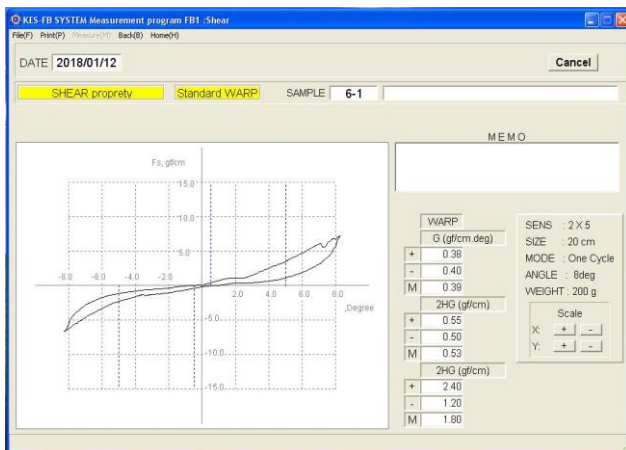 KES-FB SYSTEM Measurement program FB1 :Shear
File(F) Print(P) Measure(M) Back(B) Home(H)
DATE 2018/01/12 Cancel
SHEAR proprety Standard WARP SAMPLE 6-1
MEMO
Fs, gf/cm
15.0
10.0
5.0
-8.0 -6.0 -4.0 -2.0
2.0 4.0 6.0 8.0
,Degree
-5.0
-10.0
-15.0
WARP
G (gf/cm.deg)
+ 0.38
- 0.40
M 0.39
2HG (gf/cm)
+ 0.55
- 0.50
M 0.53
2HG (gf/cm)
+ 2.40
- 1.20
M 1.80
SENS : 2 X 5
SIZE : 20 cm
MODE : One Cycle
ANGLE : 8deg
WEIGHT : 200 g
Scale
X: + -
Y: + -